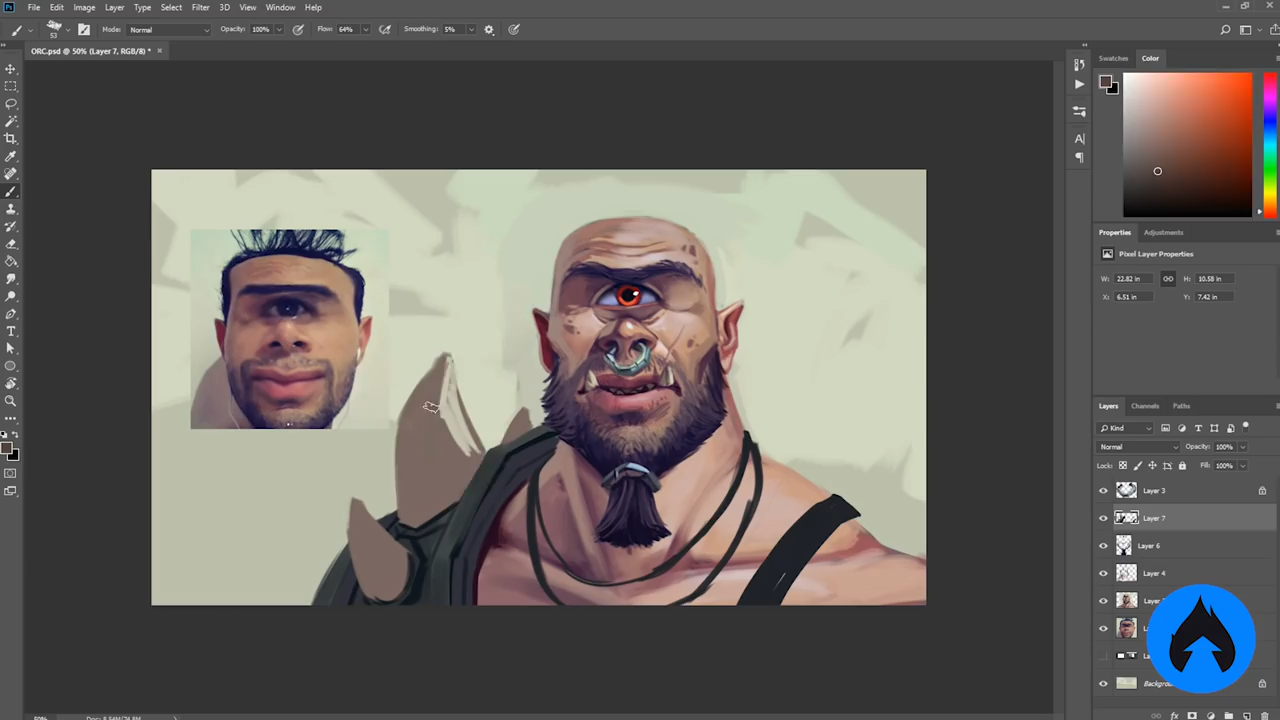 Ps File Edit Image Layer Type Select Filter 3D View Window Help
53 Mode: Normal Opacity: 100% Flow: 64% Smoothing: 5%
ORC.psd @ 50% (Layer 7, RGB/8) * ×
Swatches Color
Properties Adjustments
Pixel Layer Properties
W: 22.82 in H: 10.58 in
X: 6.51 in Y: 7.42 in
Layers Channels Paths
Kind
Normal Opacity: 100%
Lock: Fill: 100%
Layer 3
Layer 7
Layer 6
Layer 4